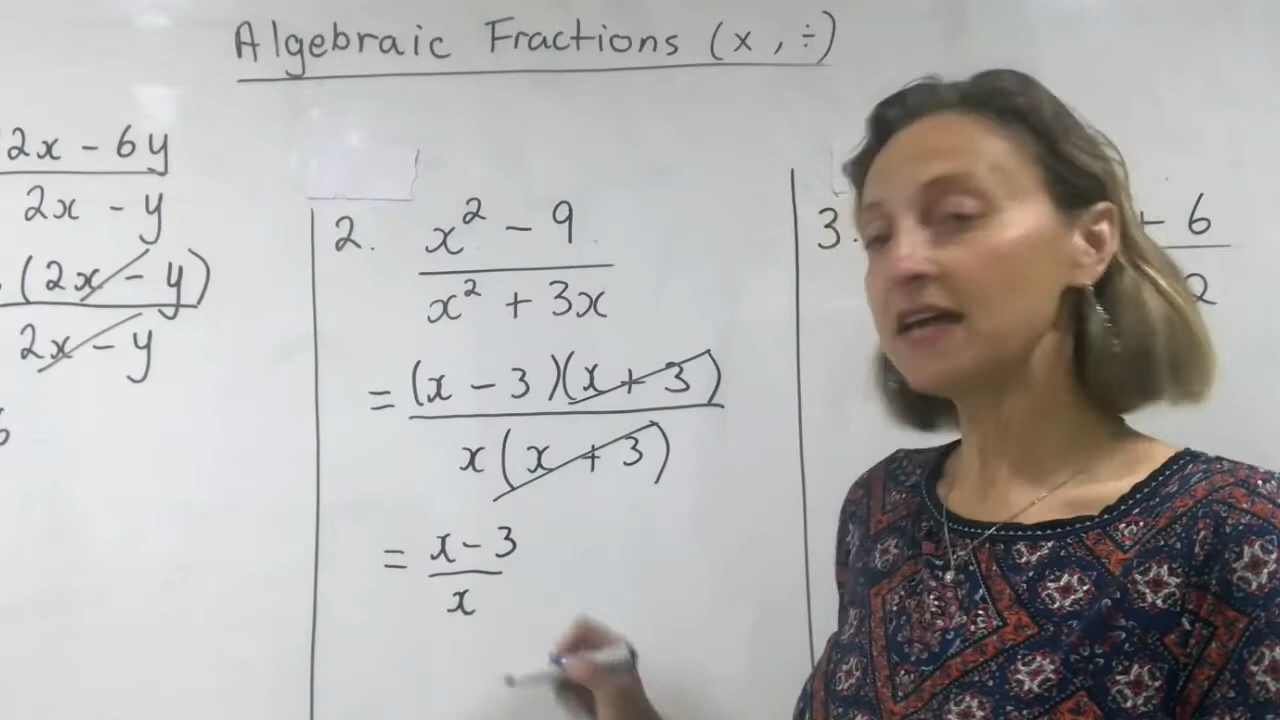 Algebraic Fractions (x, ÷)
2x - 6y
2x - y
(2x - y)
2x - y
2. x² - 9
x² + 3x
= (x - 3)(x + 3)
x(x + 3)
= x - 3
x
3.
+ 6
2